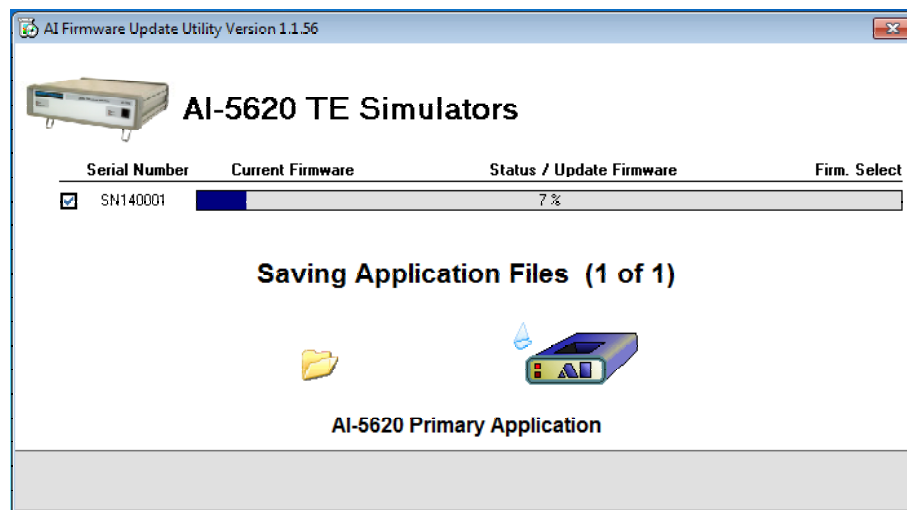 AI Firmware Update Utility Version 1.1.56
AI-5620 TE Simulators
Serial Number Current Firmware Status / Update Firmware Firm. Select
SN140001 7 %
Saving Application Files (1 of 1)
AI
AI-5620 Primary Application